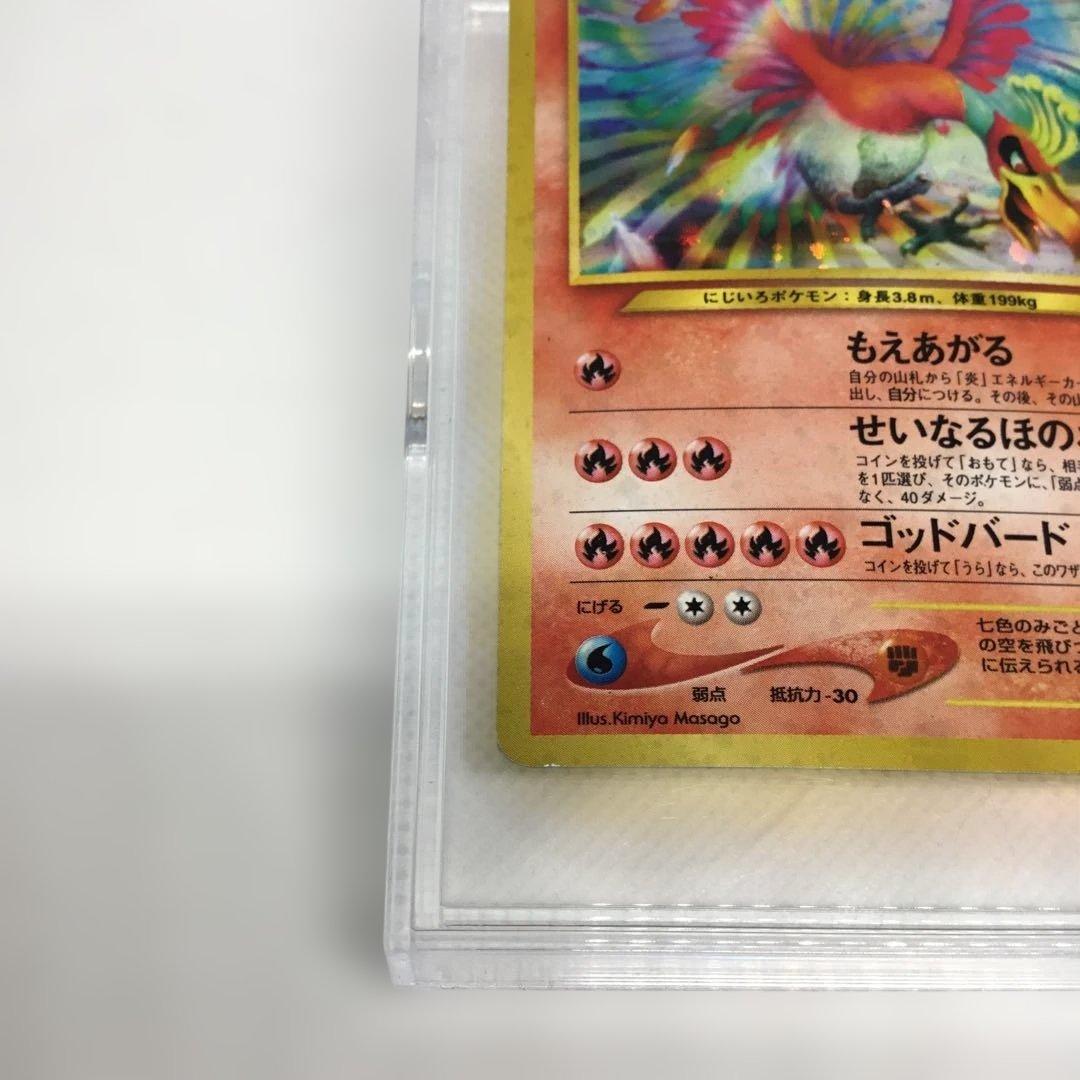 にじいろポケモン：身長3.8m、体重199kg
もえあがる
自分の山札から「炎」エネルギーカー
出し、自分につける。その後、その山
せいなるほのお
コインを投げて「おもて」なら、相手
を1匹選び、そのポケモンに、「弱点
なく、40ダメージ。
ゴッドバード
コインを投げて「うら」なら、このワザ
にげる
七色のみごと
の空を飛びつ
に伝えられる
弱点 抵抗力 -30
Illus.Kimiya Masago